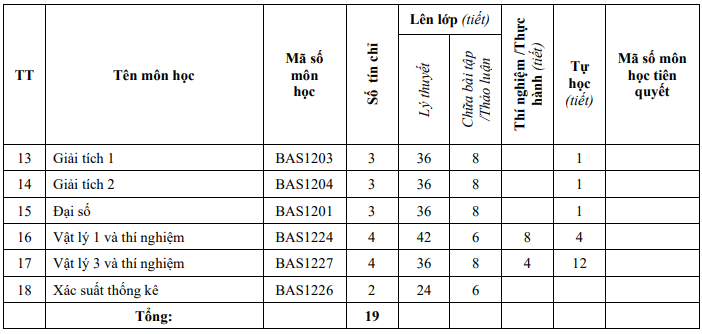 TT Tên môn học Mã số môn học Số tín chỉ Lên lớp (tiết) Lý thuyết Chữa bài tập /Thảo luận Thí nghiệm /Thực hành (tiết) Tự học (tiết) Mã số môn học tiên quyết
13 Giải tích 1 BAS1203 3 36 8 1
14 Giải tích 2 BAS1204 3 36 8 1
15 Đại số BAS1201 3 36 8 1
16 Vật lý 1 và thí nghiệm BAS1224 4 42 6 8 4
17 Vật lý 3 và thí nghiệm BAS1227 4 36 8 4 12
18 Xác suất thống kê BAS1226 2 24 6
Tổng: 19